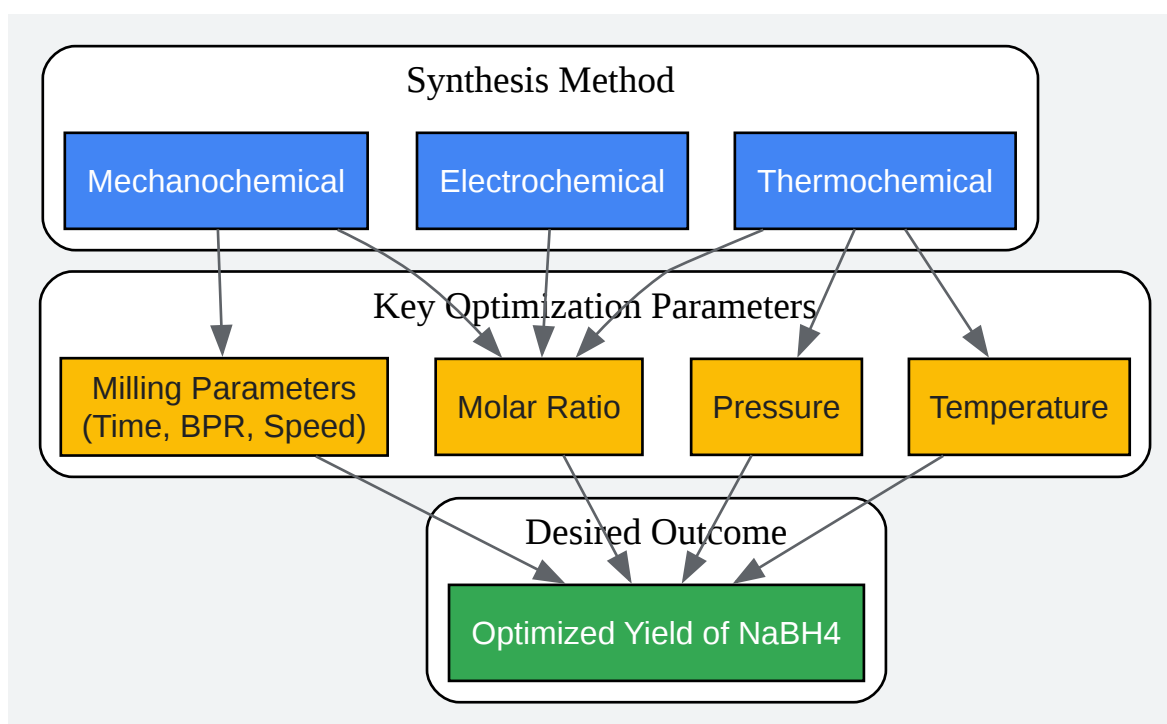 Synthesis Method
Mechanochemical
Electrochemical
Thermochemical
Key Optimization Parameters
Milling Parameters
(Time, BPR, Speed)
Molar Ratio
Pressure
Temperature
Desired Outcome
Optimized Yield of NaBH4